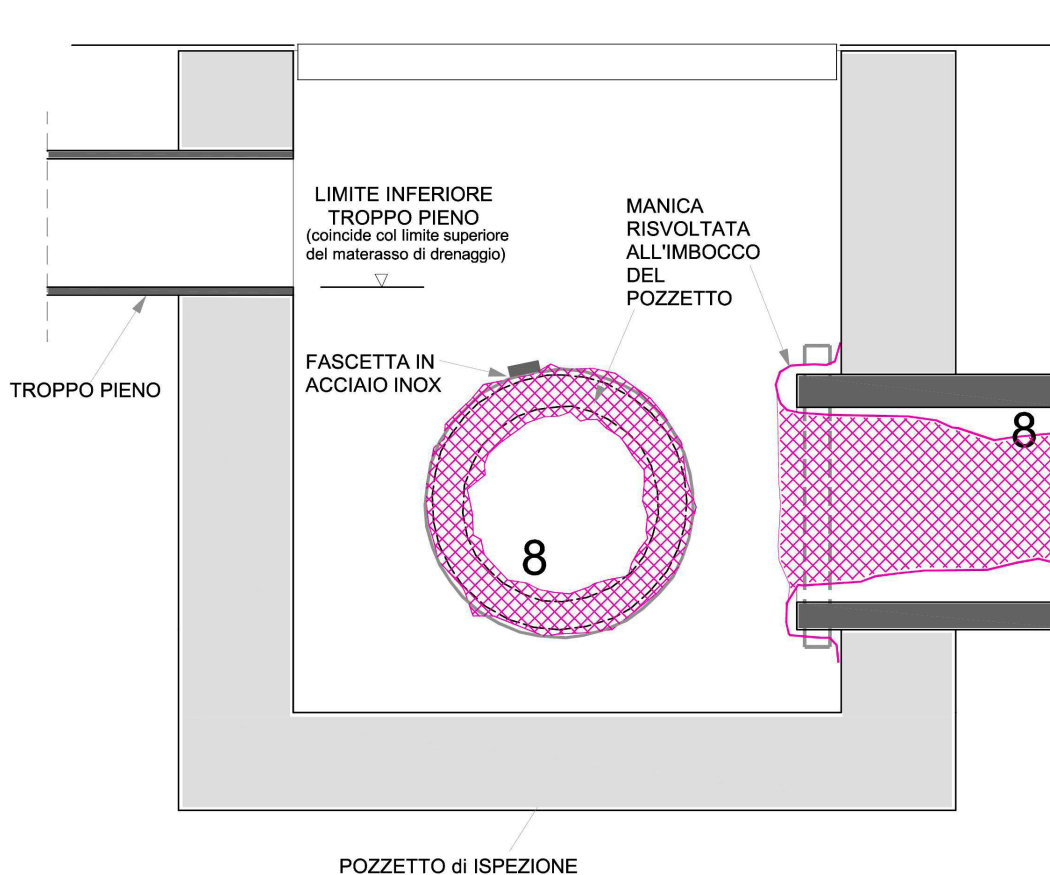 LIMITE INFERIORE
TROPPO PIENO
(coincide col limite superiore
del materasso di drenaggio)
MANICA
RISVOLTATA
ALL'IMBOCCO
DEL
POZZETTO
FASCETTA IN
ACCIAIO INOX
TROPPO PIENO
8
8
POZZETTO di ISPEZIONE